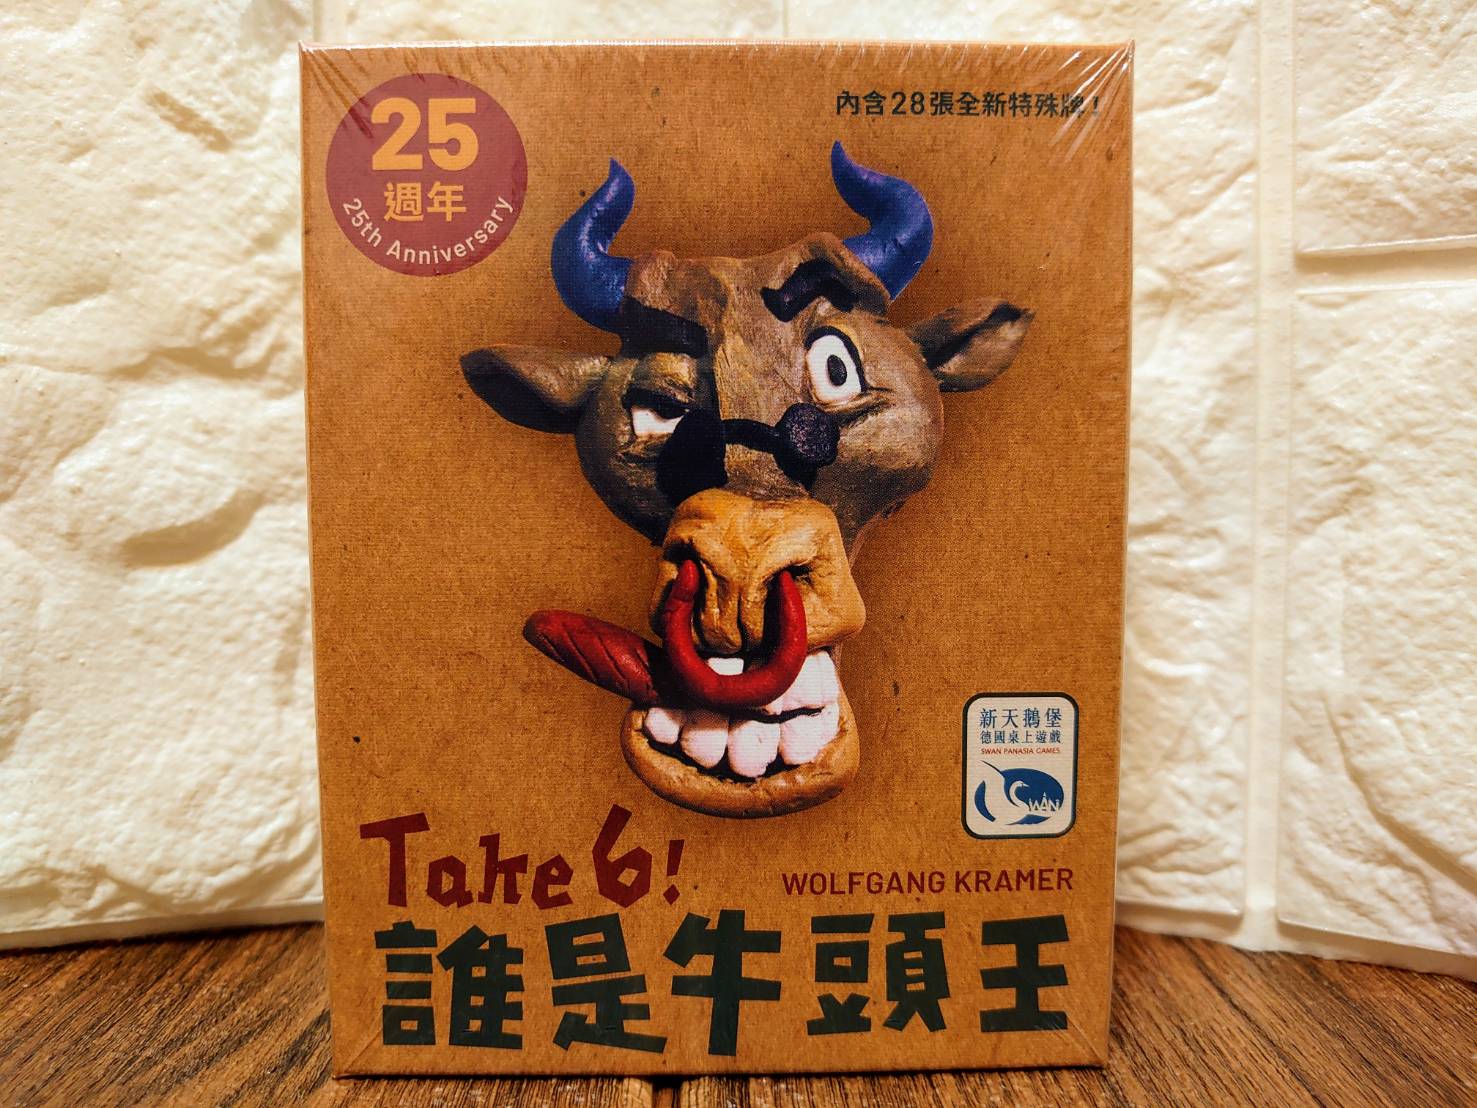 25
週年
25th Anniversary
內含28張全新特殊牌！
新天鵝堡
德國桌上遊戲
SWAN PANASIA GAMES
SWAN
Take 6!
WOLFGANG KRAMER
誰是牛頭王